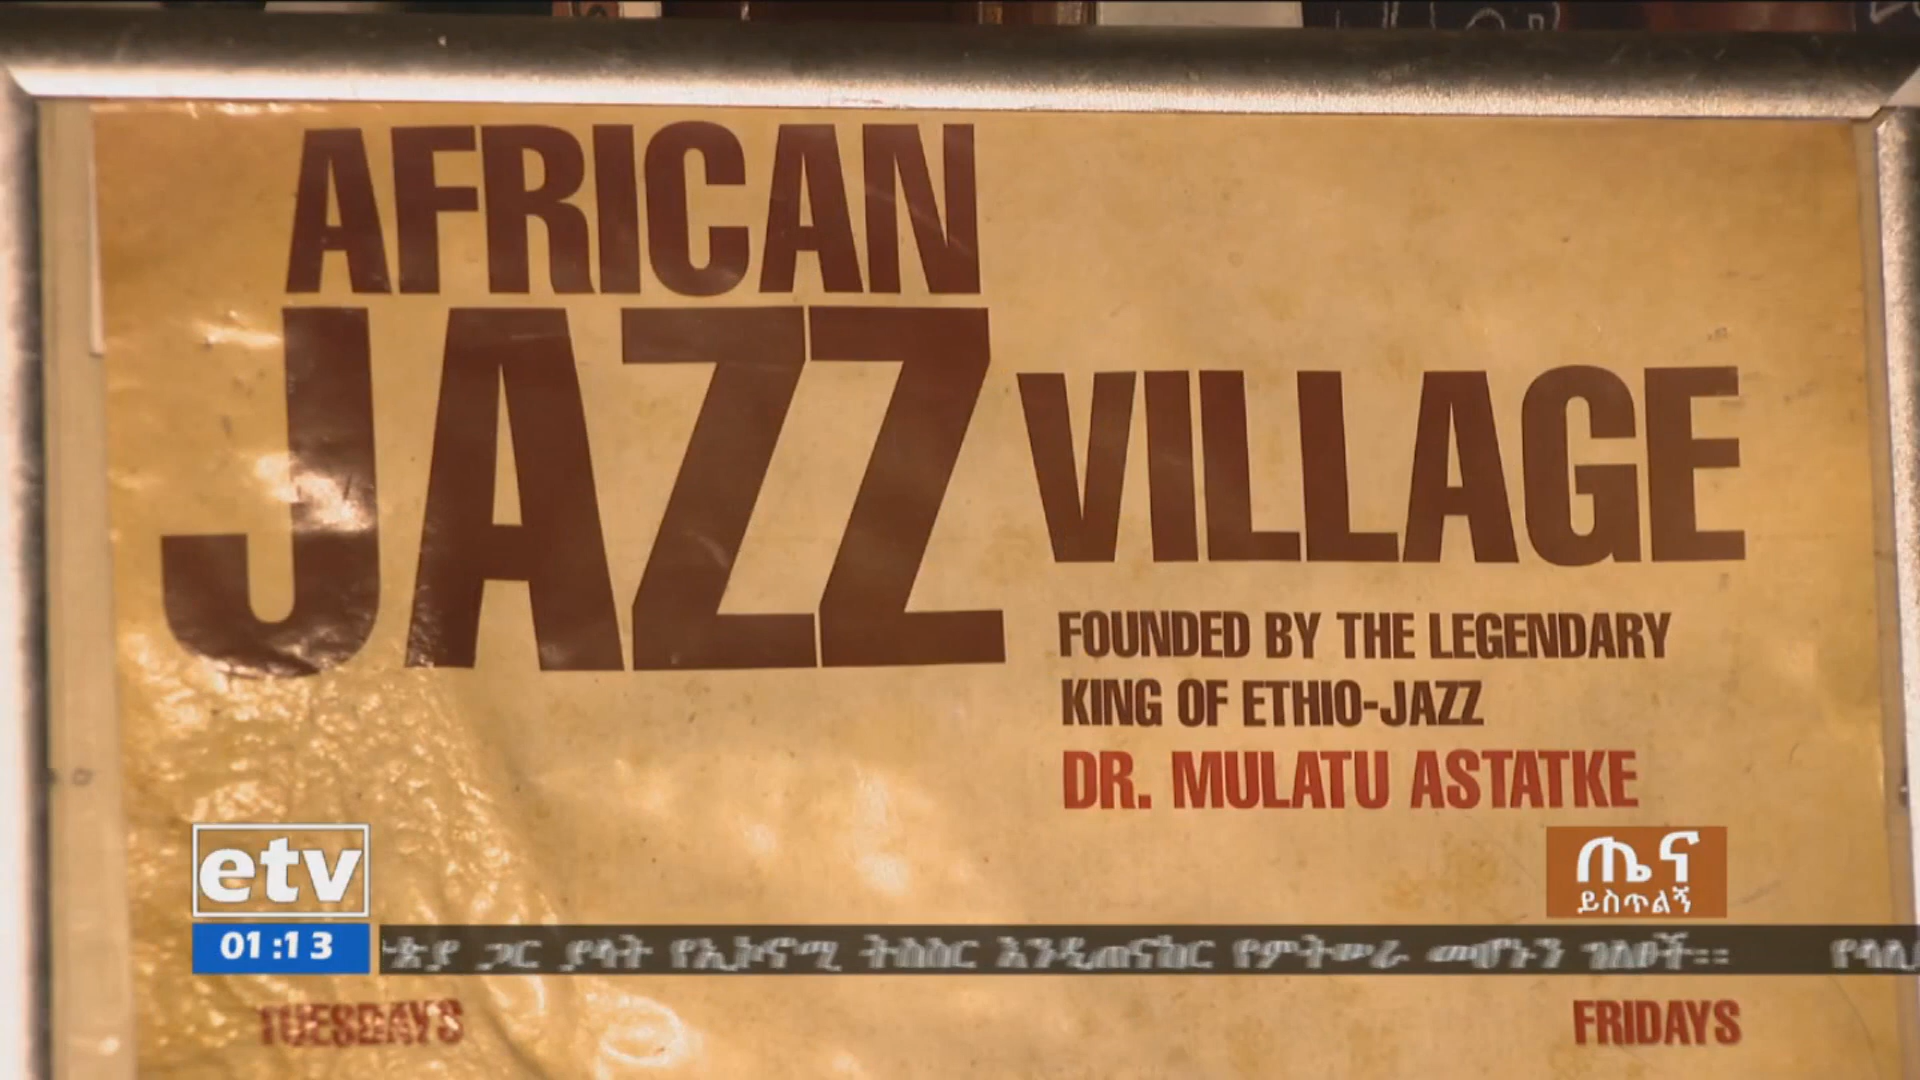 AFRICAN
JAZZ VILLAGE
FOUNDED BY THE LEGENDARY
KING OF ETHIO-JAZZ
DR. MULATU ASTATKE
etv
ጤና
ይስጥልኝ
01:13
ጋር ያላት የኢኮኖሚ ትስስር እንዲጠናከር የምትሠራ መሆኑን ገለፀች፡፡
TUESDAYS
FRIDAYS